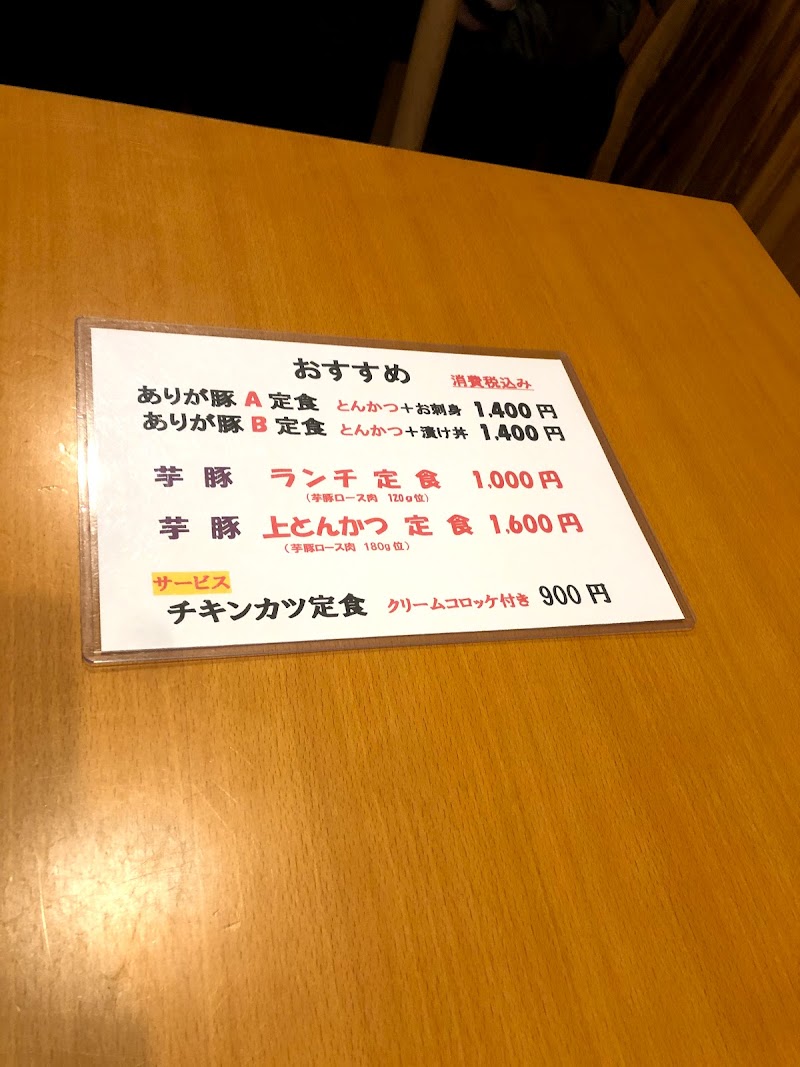 おすすめ 消費税込み
ありが豚 A 定食 とんかつ+お刺身 1,400 円
ありが豚 B 定食 とんかつ+漬け丼 1,400 円
芋 豚 ランチ 定 食 1,000 円
(芋豚ロース肉 120g位)
芋 豚 上とんかつ 定 食 1,600 円
(芋豚ロース肉 180g位)
サービス
チキンカツ定食 クリームコロッケ付き 900 円